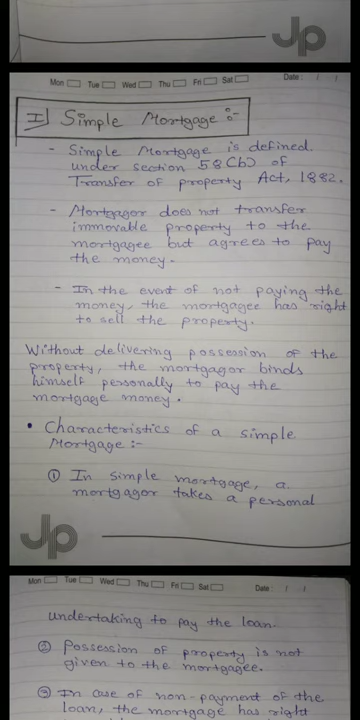 Jp
Mon Tue Wed Thu Fri Sat Date : / /
I) Simple Mortgage :-
- Simple Mortgage is defined
under section 58(b) of
Transfer of property Act, 1882.
- Mortgagor does not transfer
immovable property to the
mortgagee but agrees to pay
the money.
- In the event of not paying the
money, the mortgagee has right
to sell the property.
Without delivering possession of the
property, the mortgagor binds
himself personally to pay the
mortgage money.
• Characteristics of a simple
Mortgage :-
① In simple mortgage, a
mortgagor takes a personal
Jp
Mon Tue Wed Thu Fri Sat Date : / /
undertaking to pay the loan.
② Possession of property is not
given to the mortgagee.
③ In case of non-payment of the
loan, the mortgagee has right